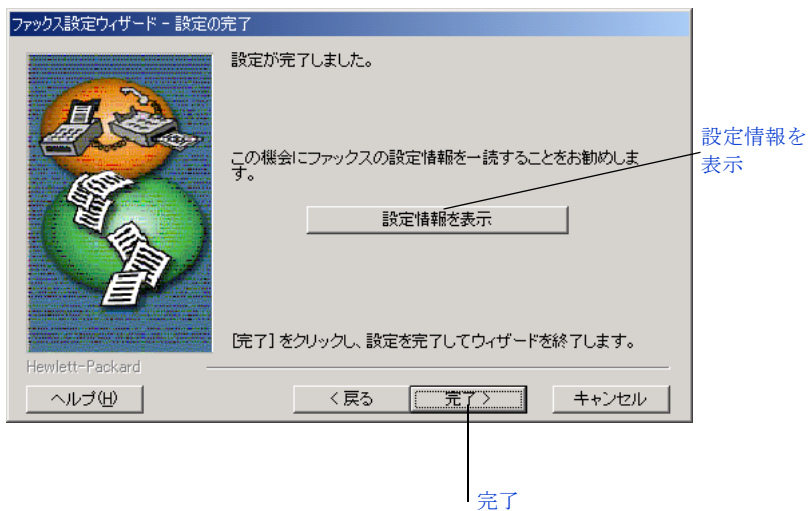 ファックス設定ウィザード - 設定の完了
設定が完了しました。
この機会にファックスの設定情報を一読することをお勧めしま
す。
設定情報を表示
設定情報を
表示
[完了] をクリックし、設定を完了してウィザードを終了します。
Hewlett-Packard
ヘルプ(H)
< 戻る
完了 >
キャンセル
完了